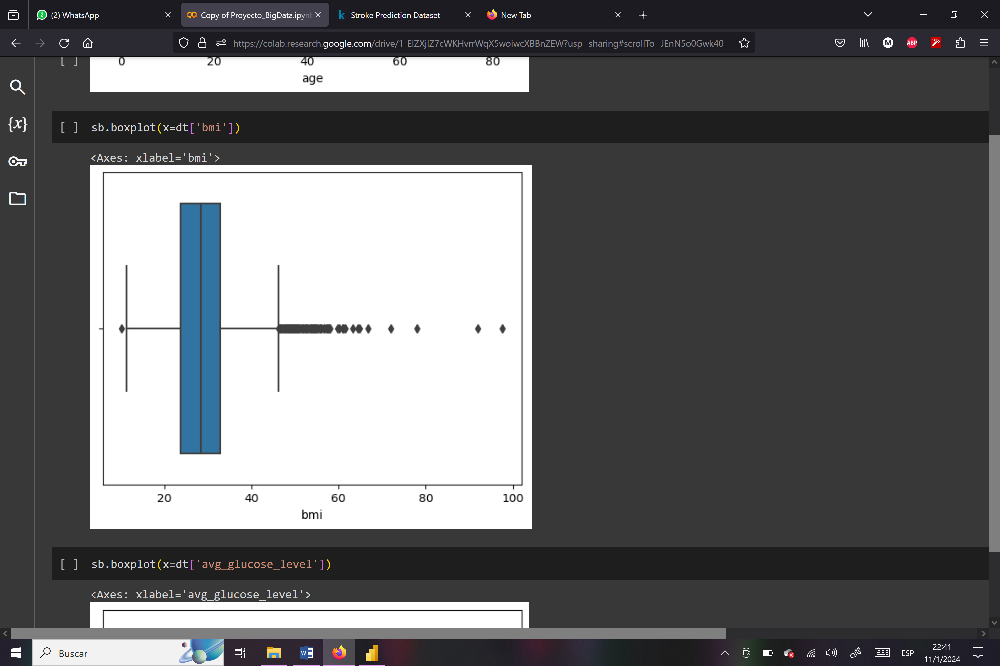 2 (2) WhatsApp
Copy of Proyecto_BigData.ipynb
k Stroke Prediction Dataset
New Tab
https://colab.research.google.com/drive/1-ElZXjlZ7cWKHvrrWqX5woiwcXBBnZEW?usp=sharing#scrollTo=JEnN5o0Gwk40
M
ABP
[ ]
0 20 40 60 80
age
{x}
[ ] sb.boxplot(x=dt['bmi'])
<Axes: xlabel='bmi'>
20 40 60 80 100
bmi
[ ] sb.boxplot(x=dt['avg_glucose_level'])
<Axes: xlabel='avg_glucose_level'>
Buscar
W
ESP
22:41
11/1/2024